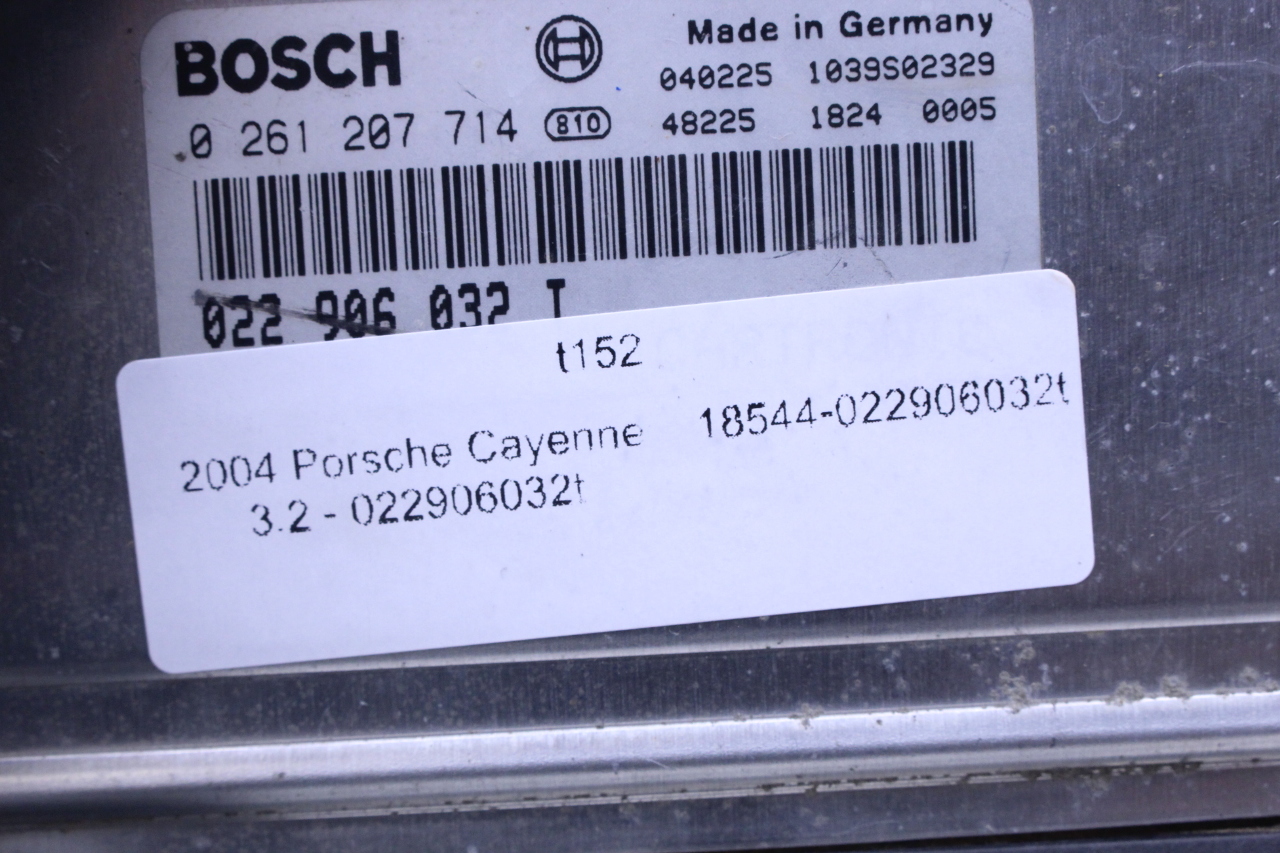 BOSCH
Made in Germany
040225 1039S02329
0 261 207 714 810 48225 1824 0005
022 906 032 T
t152
2004 Porsche Cayenne 18544-022906032t
3.2 - 022906032t